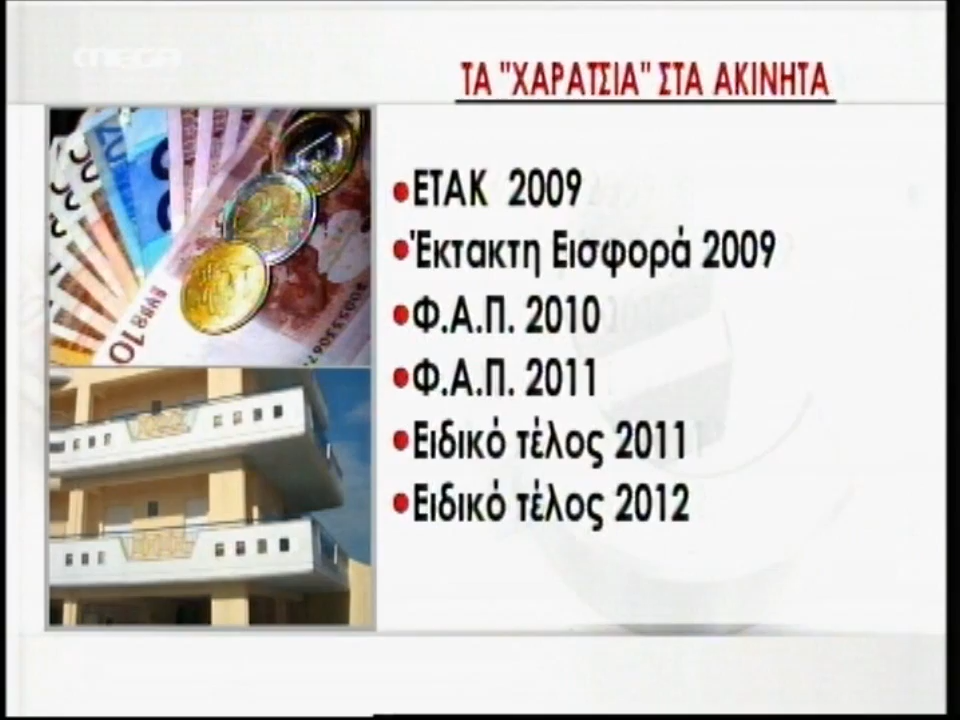 MEGA
ΤΑ "ΧΑΡΑΤΣΙΑ" ΣΤΑ ΑΚΙΝΗΤΑ
•ΕΤΑΚ 2009
•Έκτακτη Εισφορά 2009
•Φ.Α.Π. 2010
•Φ.Α.Π. 2011
•Ειδικό τέλος 2011
•Ειδικό τέλος 2012